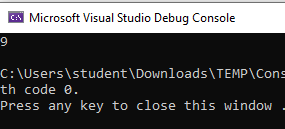 Microsoft Visual Studio Debug Console
9
C:\Users\student\Downloads\TEMP\Cons
th code 0.
Press any key to close this window .